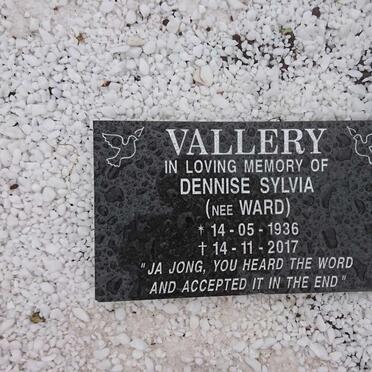 VALLERY
IN LOVING MEMORY OF
DENNISE SYLVIA
(NEE WARD)
* 14 - 05 - 1936
† 14 - 11 - 2017
"JA JONG, YOU HEARD THE WORD
AND ACCEPTED IT IN THE END"